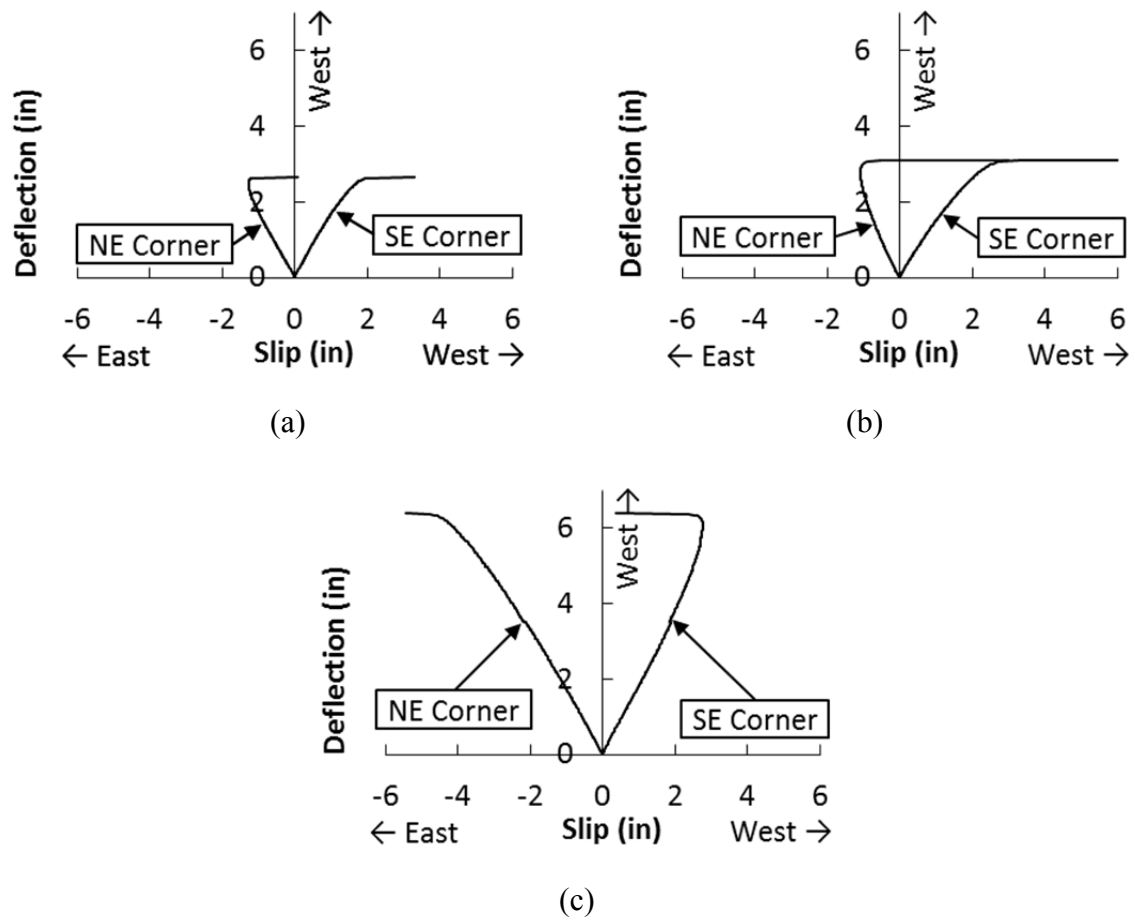 Deflection (in)
6
4
2
0
West →
NE Corner
SE Corner
-6 -4 -2 0 2 4 6
← East Slip (in) West →
(a)
Deflection (in)
6
4
2
0
West →
NE Corner
SE Corner
-6 -4 -2 0 2 4 6
← East Slip (in) West →
(b)
Deflection (in)
6
4
2
0
West →
NE Corner
SE Corner
-6 -4 -2 0 2 4 6
← East Slip (in) West →
(c)